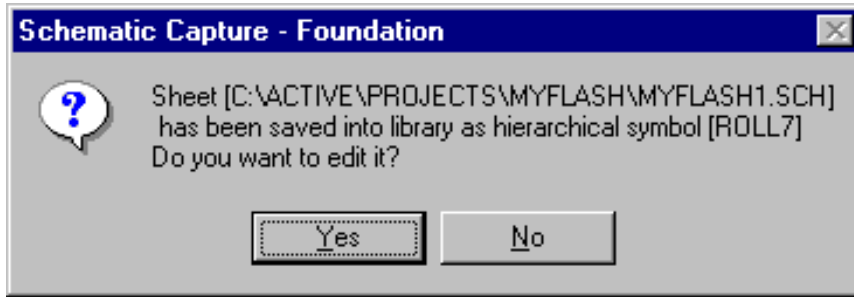 Schematic Capture - Foundation
Sheet [C:\ACTIVE\PROJECTS\MYFLASH\MYFLASH1.SCH]
has been saved into library as hierarchical symbol [ROLL7]
Do you want to edit it?
Yes No